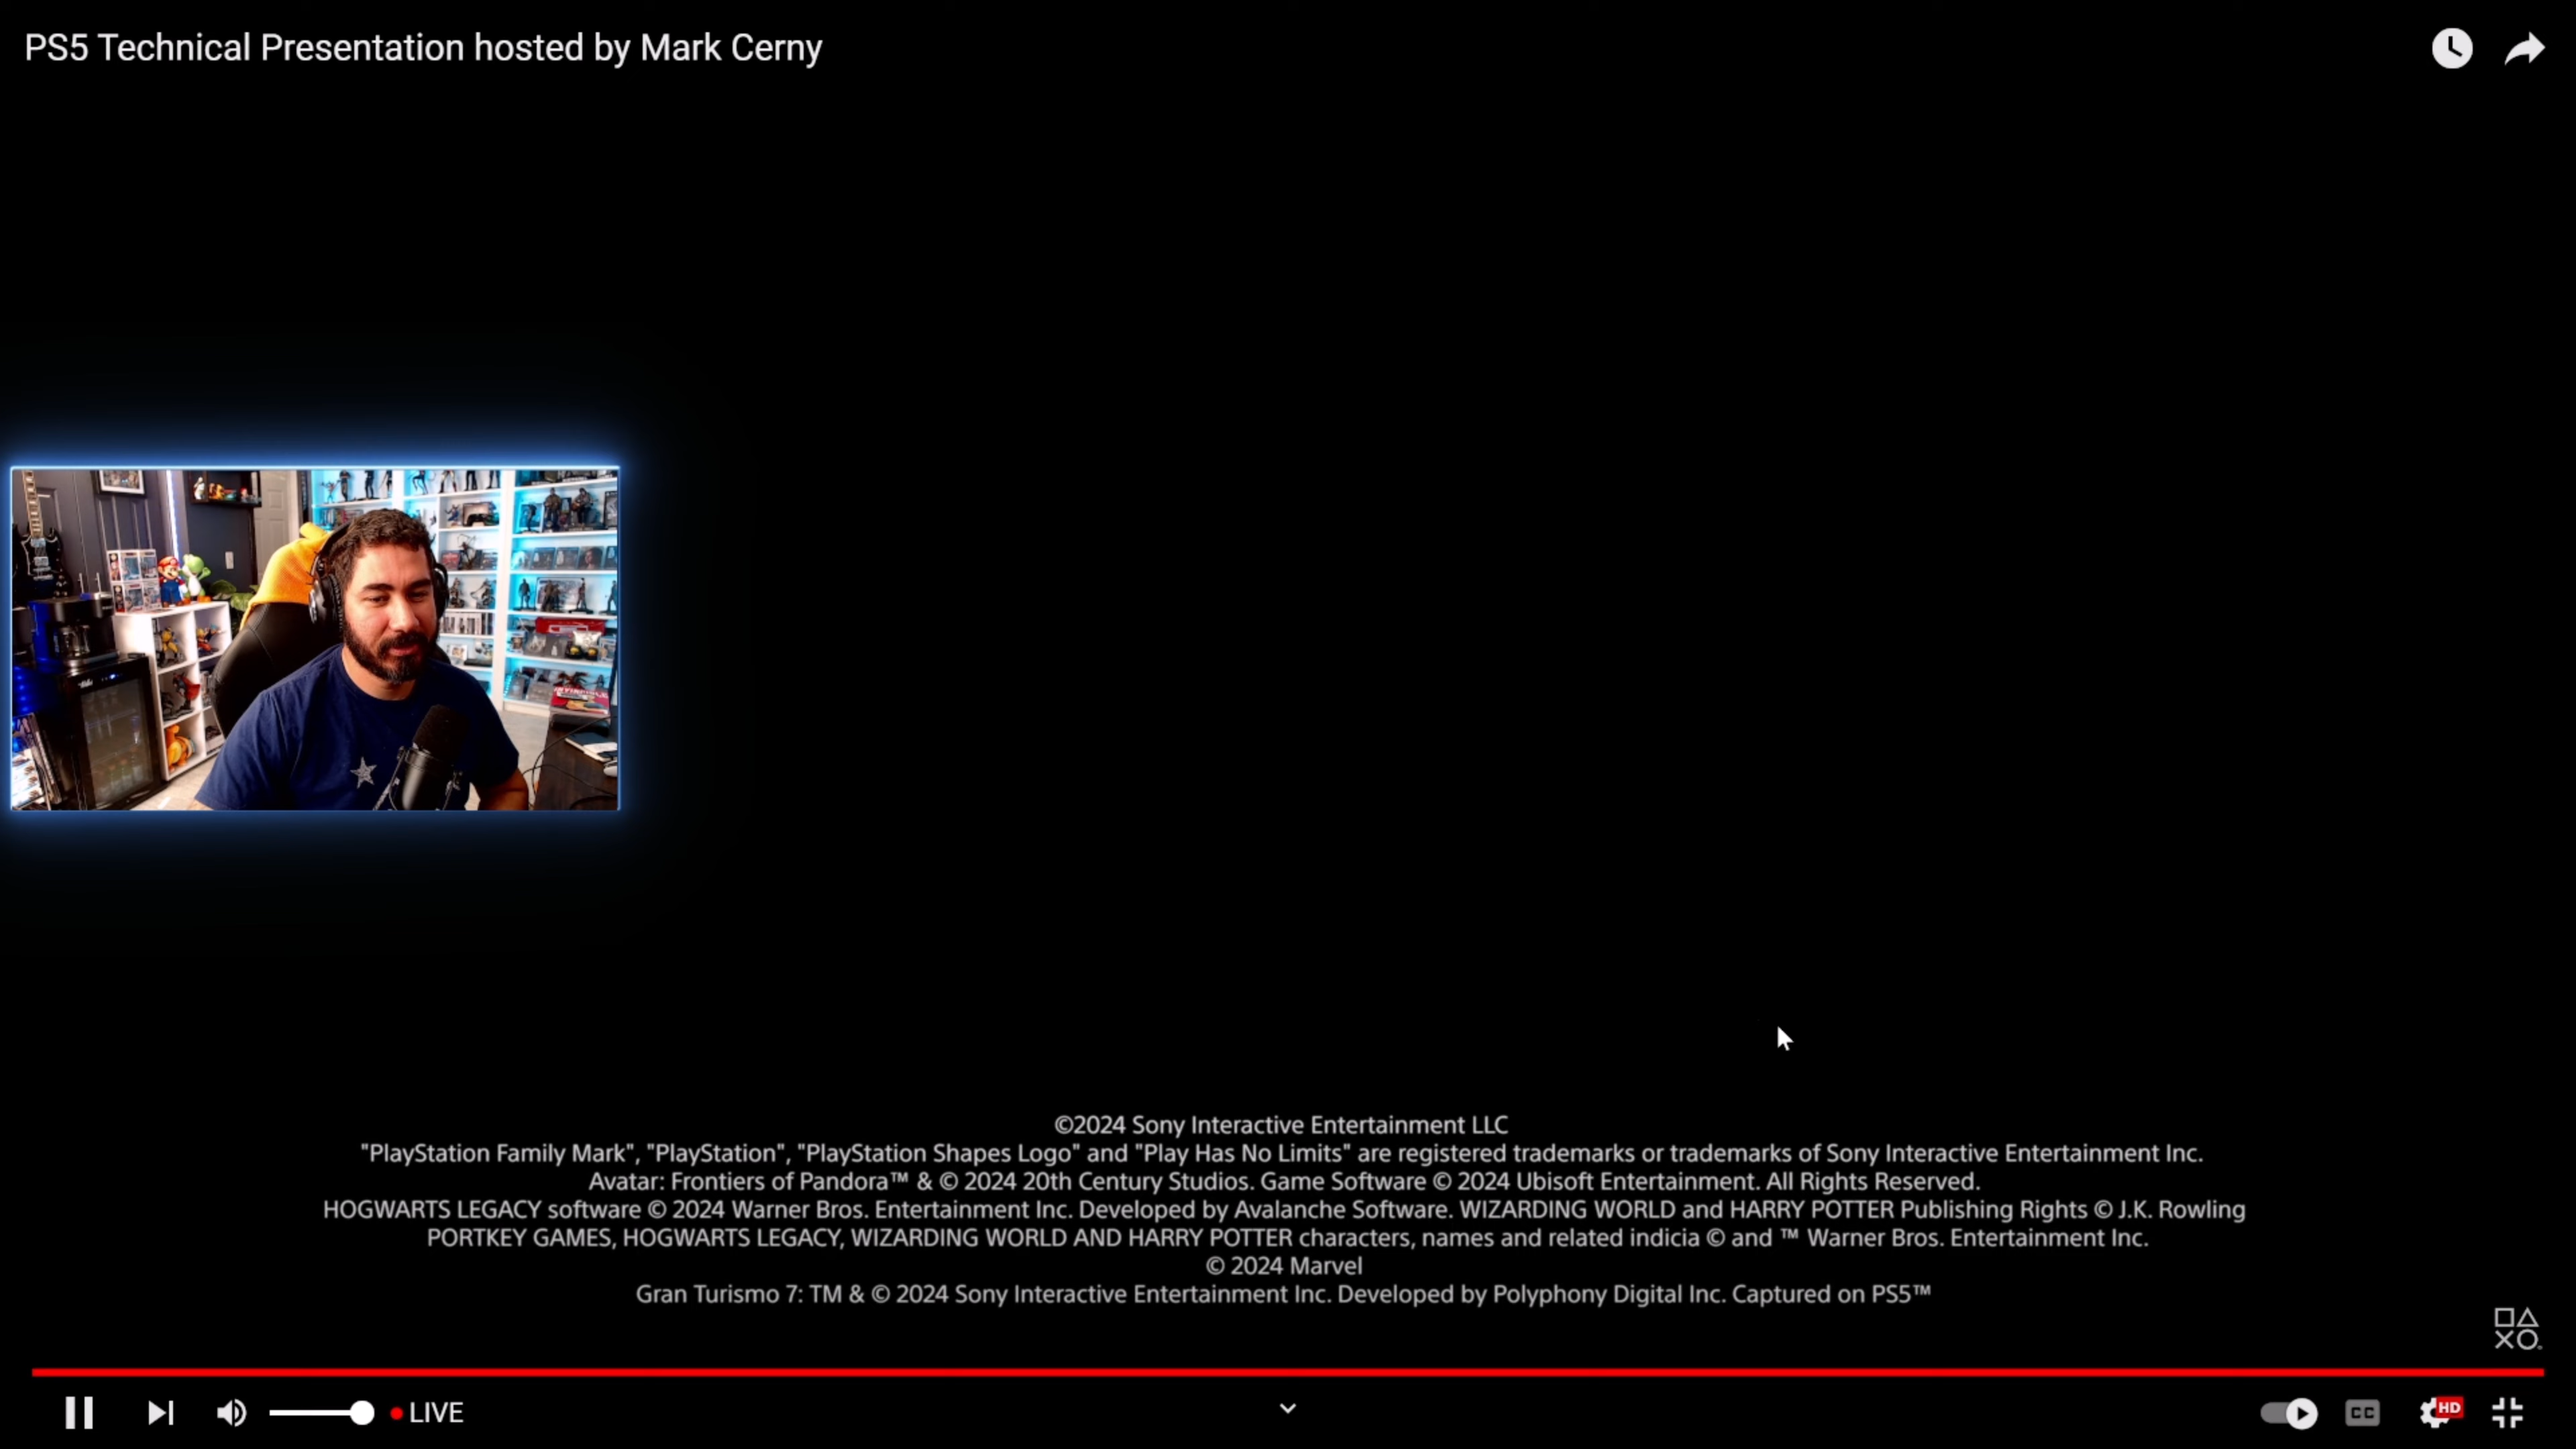 PS5 Technical Presentation hosted by Mark Cerny
©2024 Sony Interactive Entertainment LLC
"PlayStation Family Mark", "PlayStation", "PlayStation Shapes Logo" and "Play Has No Limits" are registered trademarks or trademarks of Sony Interactive Entertainment Inc.
Avatar: Frontiers of Pandora™ & © 2024 20th Century Studios. Game Software © 2024 Ubisoft Entertainment. All Rights Reserved.
HOGWARTS LEGACY software © 2024 Warner Bros. Entertainment Inc. Developed by Avalanche Software. WIZARDING WORLD and HARRY POTTER Publishing Rights © J.K. Rowling
PORTKEY GAMES, HOGWARTS LEGACY, WIZARDING WORLD AND HARRY POTTER characters, names and related indicia © and ™ Warner Bros. Entertainment Inc.
© 2024 Marvel
Gran Turismo 7: TM & © 2024 Sony Interactive Entertainment Inc. Developed by Polyphony Digital Inc. Captured on PS5™
LIVE
CC
HD